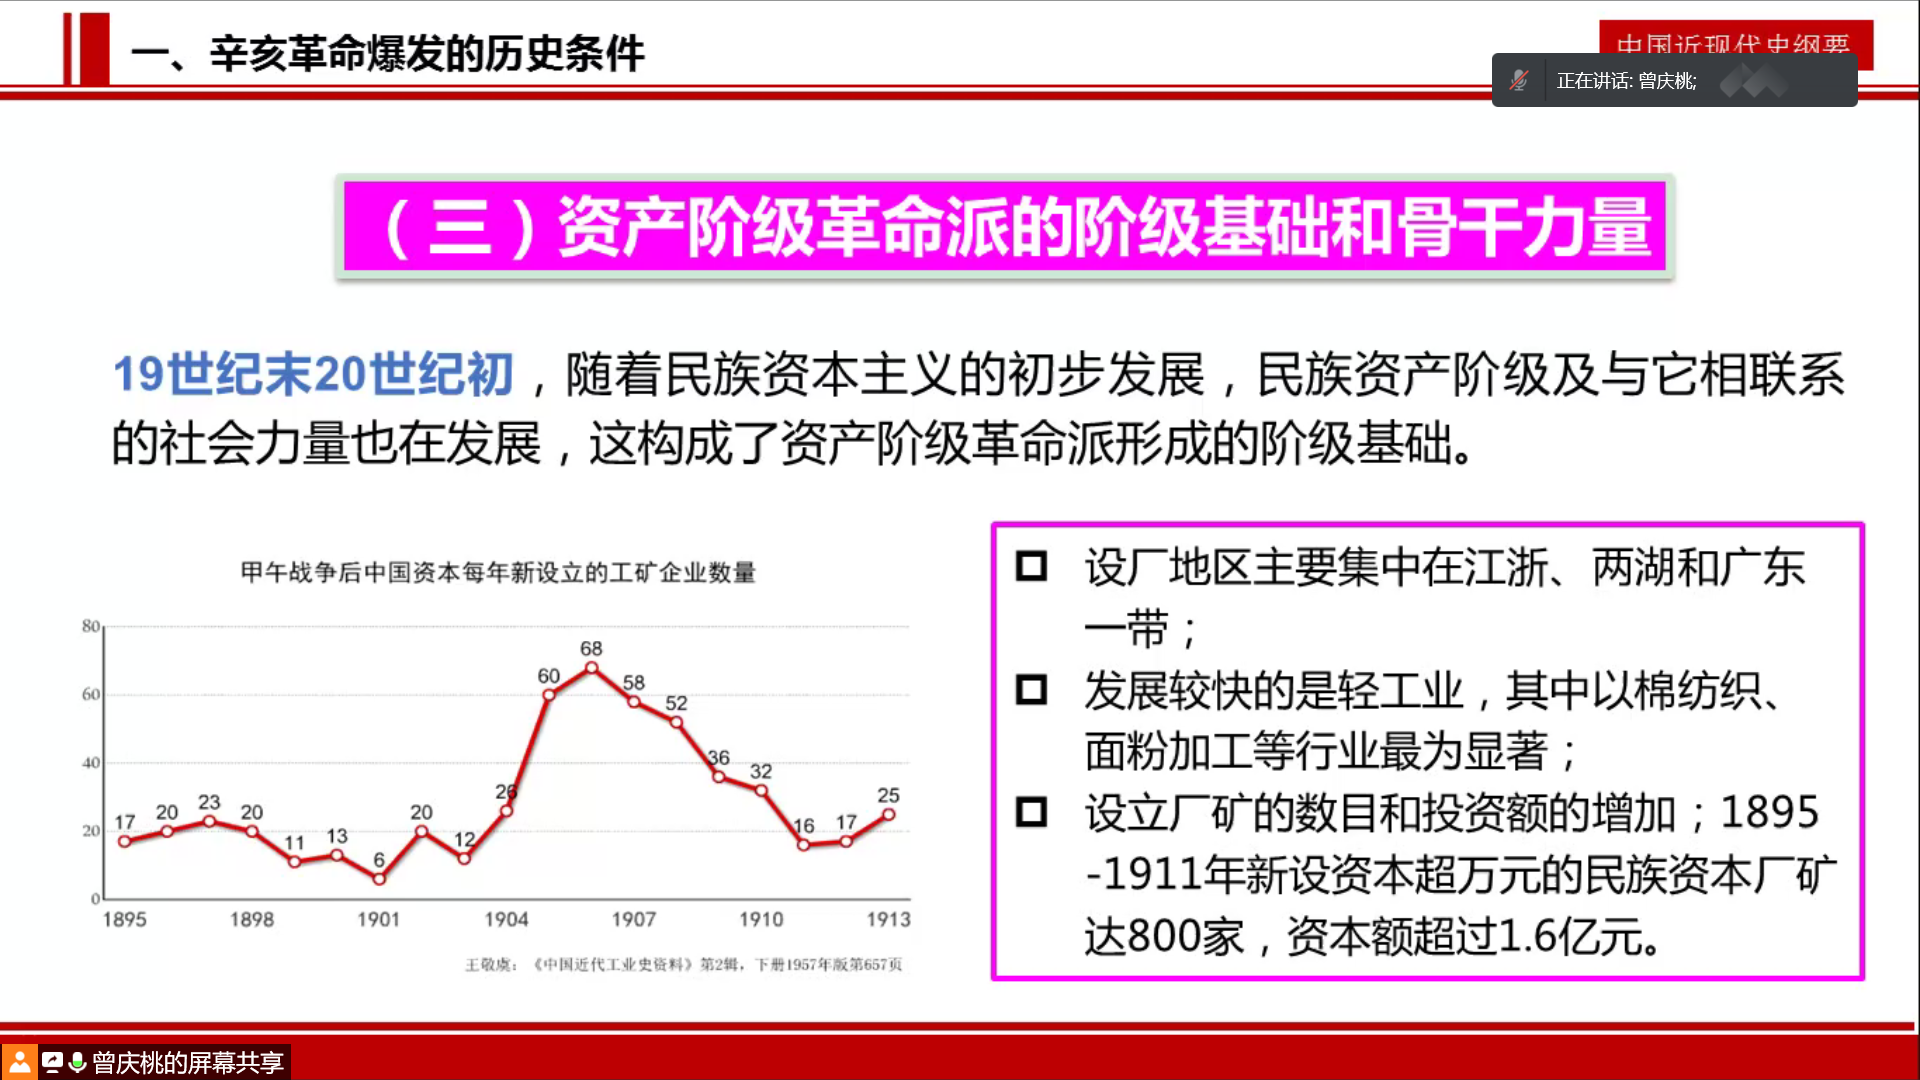 一、辛亥革命爆发的历史条件
中国近现代史纲要
正在讲话: 曾庆桃;
（三）资产阶级革命派的阶级基础和骨干力量
19世纪末20世纪初，随着民族资本主义的初步发展，民族资产阶级及与它相联系
的社会力量也在发展，这构成了资产阶级革命派形成的阶级基础。
甲午战争后中国资本每年新设立的工矿企业数量
80
60
40
20
0
17
20
23
20
11
13
6
20
12
26
60
68
58
52
36
32
16
17
25
1895
1898
1901
1904
1907
1910
1913
王敬虞：《中国近代工业史资料》第2辑，下册1957年版第657页
设厂地区主要集中在江浙、两湖和广东
一带；
发展较快的是轻工业，其中以棉纺织、
面粉加工等行业最为显著；
设立厂矿的数目和投资额的增加；1895
-1911年新设资本超万元的民族资本厂矿
达800家，资本额超过1.6亿元。
曾庆桃的屏幕共享